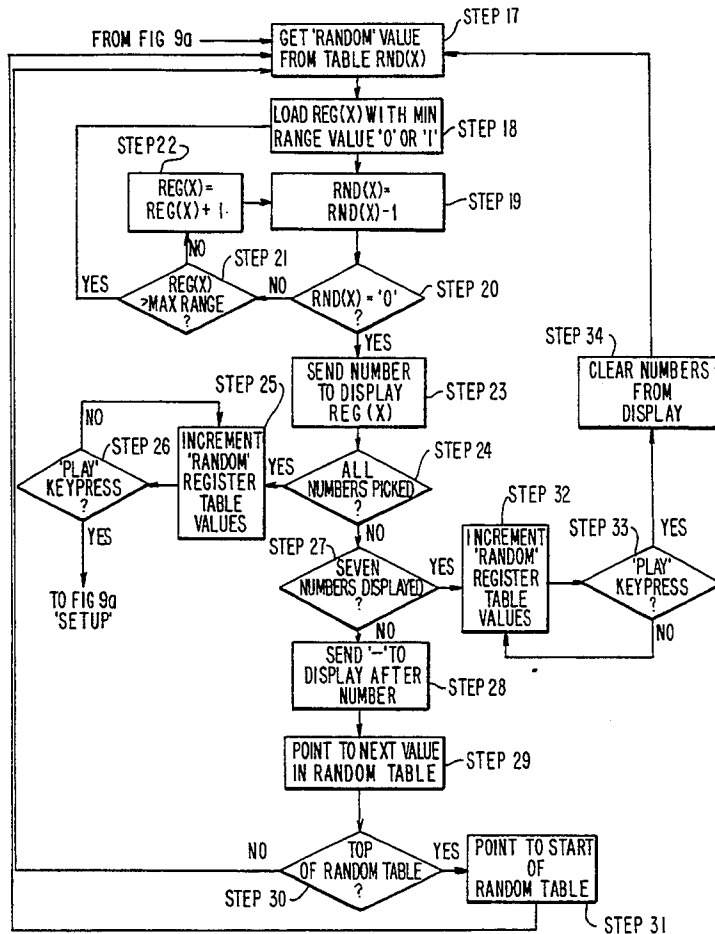 STEP 17
FROM FIG 9a
GET 'RANDOM' VALUE
FROM TABLE RND(X)
LOAD REG(X) WITH MIN
RANGE VALUE '0' OR '1'
STEP 18
STEP 22
REG(X)=
REG(X)+ 1
RND(X)=
RND(X)-1
STEP 19
NO
STEP 21
YES
REG(X)
>MAX RANGE
?
NO
RND(X) = '0'
?
STEP 20
YES
STEP 34
CLEAR NUMBERS
FROM
DISPLAY
SEND NUMBER
TO DISPLAY
REG (X)
STEP 23
STEP 25
NO
STEP 26
'PLAY'
KEYPRESS
?
INCREMENT
'RANDOM'
REGISTER
TABLE
VALUES
YES
ALL
NUMBERS PICKED
?
STEP 24
YES
TO FIG 9a
'SETUP'
NO
STEP 27
SEVEN
NUMBERS DISPLAYED
?
YES
STEP 32
INCREMENT
'RANDOM'
REGISTER
TABLE
VALUES
STEP 33
YES
'PLAY'
KEYPRESS
?
NO
NO
SEND '-' TO
DISPLAY AFTER
NUMBER
STEP 28
POINT TO NEXT VALUE
IN RANDOM TABLE
STEP 29
NO
TOP
OF RANDOM TABLE
?
STEP 30
YES
POINT TO START
OF
RANDOM TABLE
STEP 31